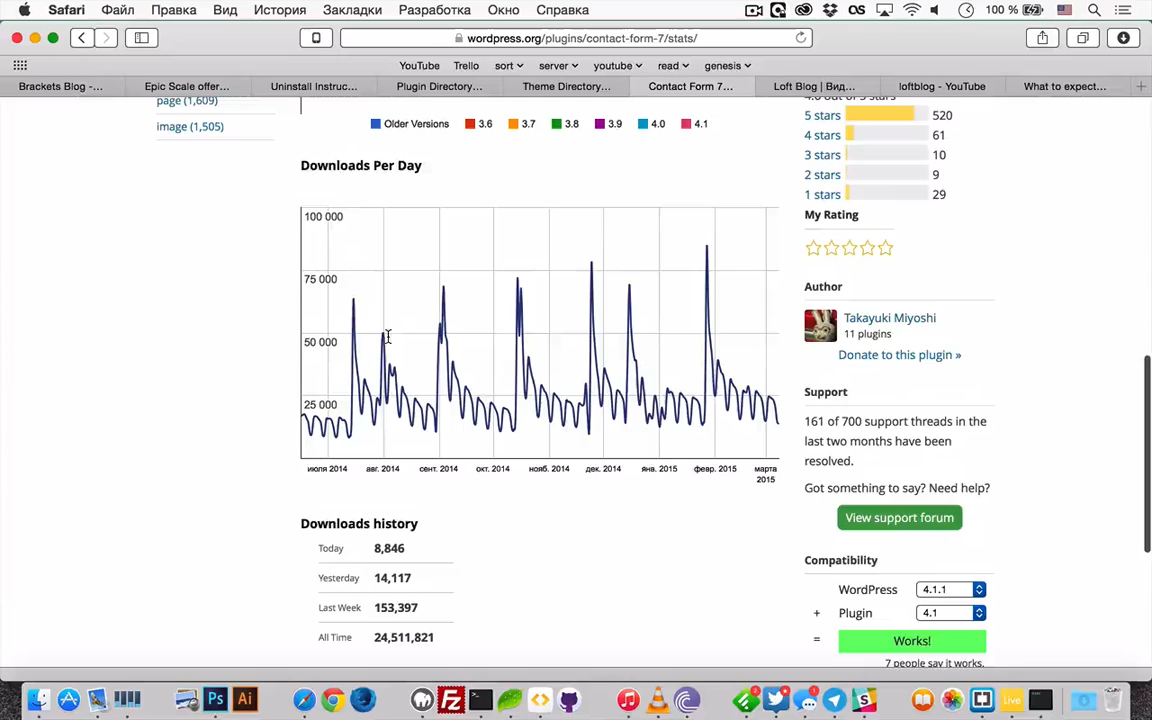 Safari Файл Правка Вид История Закладки Разработка Окно Справка 100 %
wordpress.org/plugins/contact-form-7/stats/
YouTube Trello sort server youtube read genesis
Brackets Blog -... Epic Scale offer... Uninstall Instruc... Plugin Directory... Theme Directory... Contact Form 7... Loft Blog | Вид... loftblog - YouTube What to expect...
page (1,609)
image (1,505)
Older Versions 3.6 3.7 3.8 3.9 4.0 4.1
Downloads Per Day
100 000
75 000
50 000
25 000
июля 2014 авг. 2014 сент. 2014 окт. 2014 нояб. 2014 дек. 2014 янв. 2015 февр. 2015 марта
2015
Downloads history
Today 8,846
Yesterday 14,117
Last Week 153,397
All Time 24,511,821
5 stars 520
4 stars 61
3 stars 10
2 stars 9
1 stars 29
My Rating
Author
Takayuki Miyoshi
11 plugins
Donate to this plugin »
Support
161 of 700 support threads in the
last two months have been
resolved.
Got something to say? Need help?
View support forum
Compatibility
WordPress 4.1.1
+ Plugin 4.1
= Works!
7 people say it works.
Ps Ai Fz Live